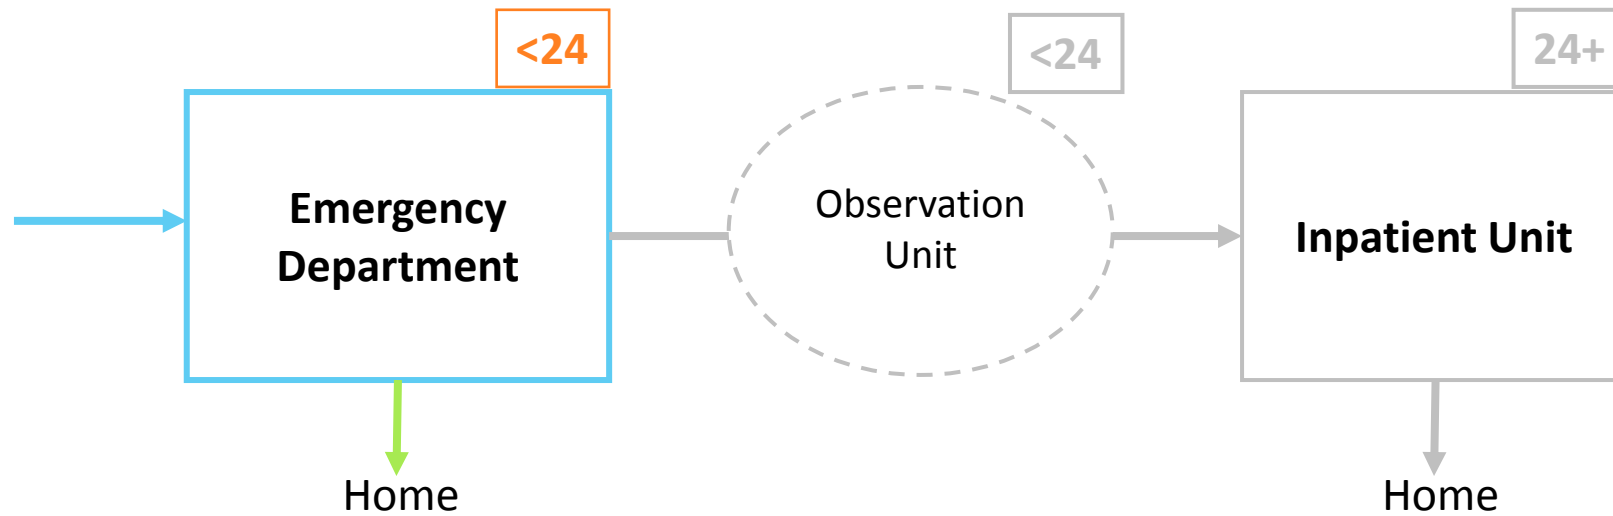 <24
<24
24+
Emergency
Department
Observation
Unit
Inpatient Unit
Home
Home